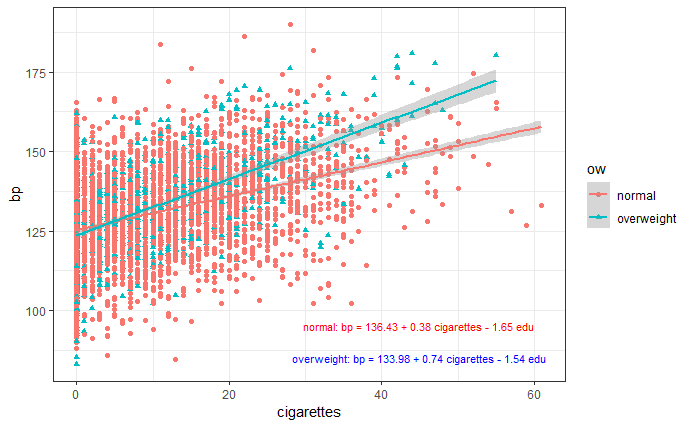 bp
175
150
125
100
normal: bp = 136.43 + 0.38 cigarettes - 1.65 edu
overweight: bp = 133.98 + 0.74 cigarettes - 1.54 edu
0
20
40
60
cigarettes
ow
normal
overweight